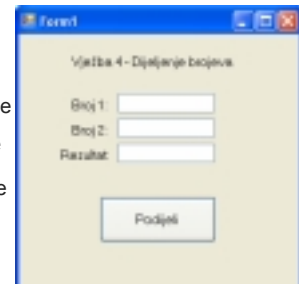 Form1
Vježba 4 - Dijeljenje brojeva
Broj 1:
e
Broj 2:
e
Rezultat:
e
Podijeli